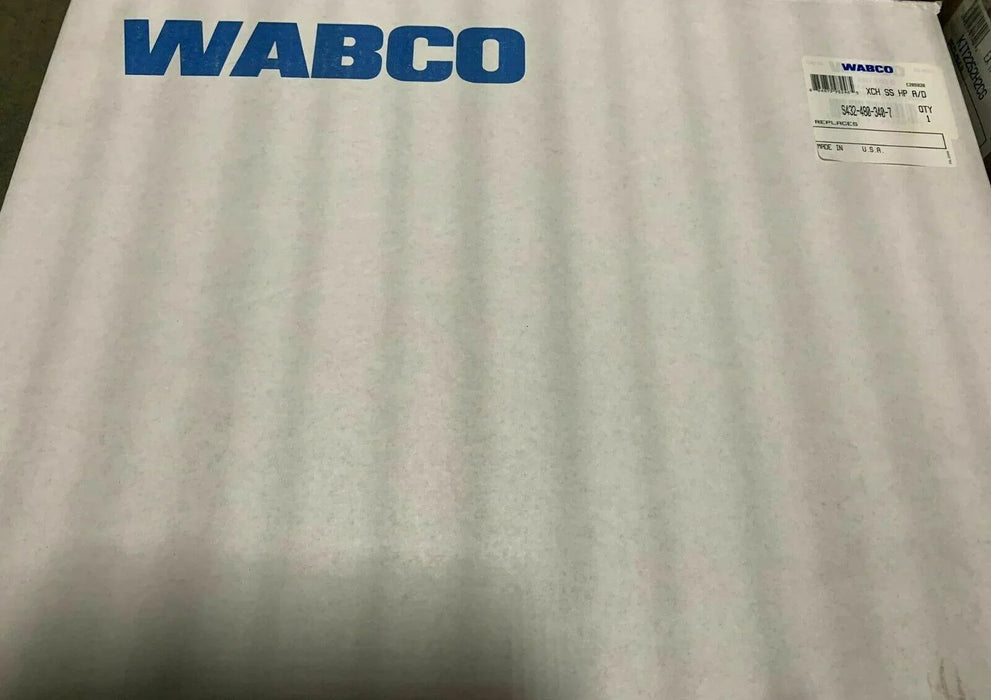 WABCO
WABCO
XCH SS HP A/D
S432-480-340-7
QTY
1
REPLACES
MADE IN U.S.A.